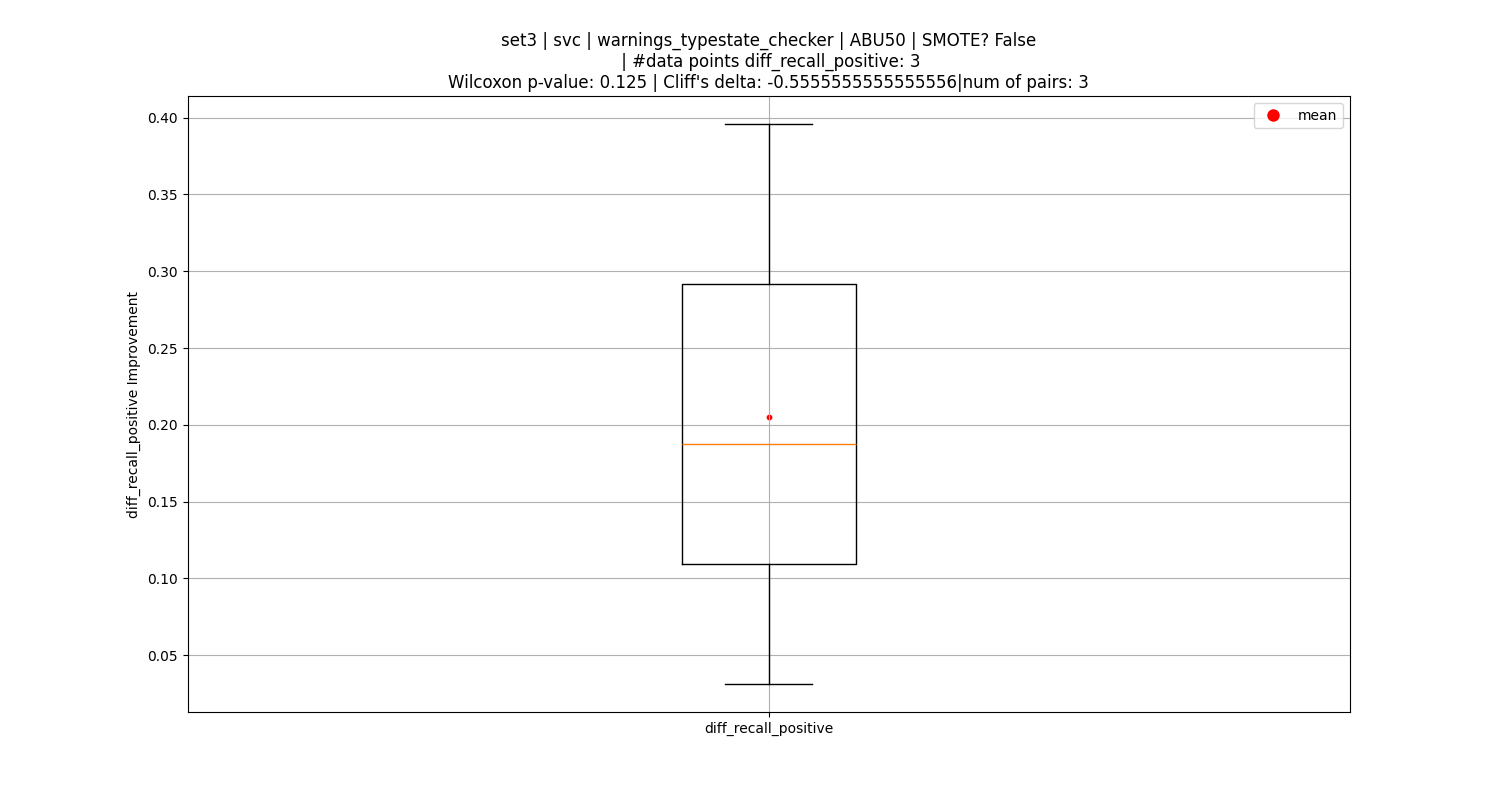 set3 | svc | warnings_typestate_checker | ABU50 | SMOTE? False
| #data points diff_recall_positive: 3
Wilcoxon p-value: 0.125 | Cliff's delta: -0.5555555555555556|num of pairs: 3
mean
0.40
0.35
0.30
0.25
0.20
0.15
0.10
0.05
diff_recall_positive Improvement
diff_recall_positive